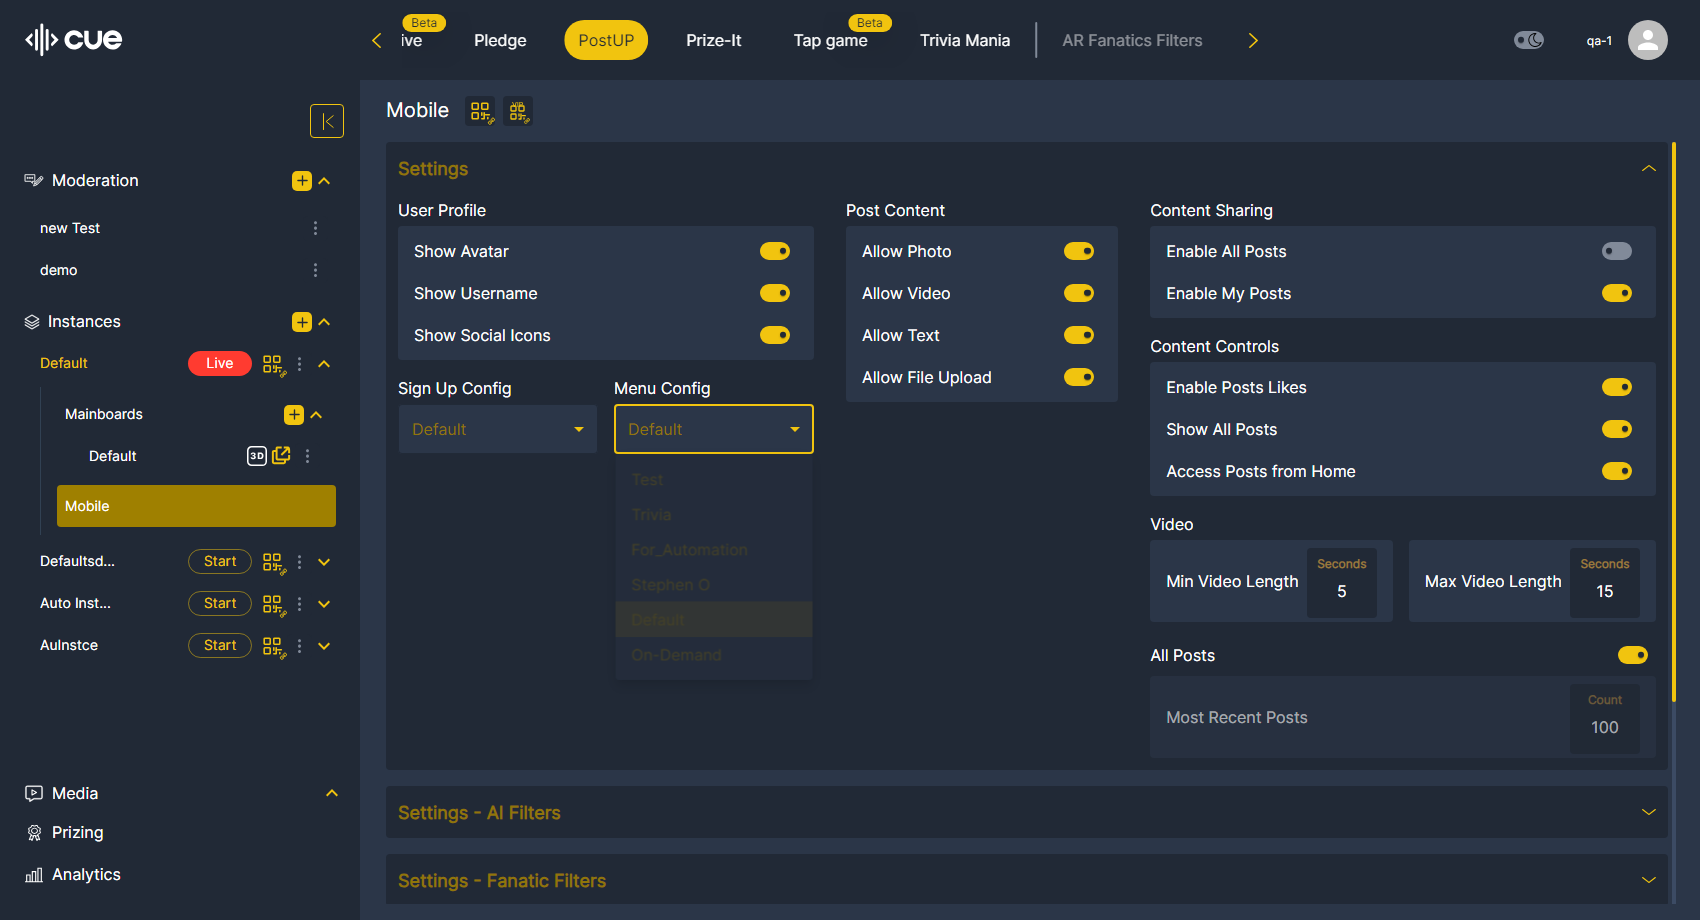 cue
Beta
ive
Pledge
PostUP
Prize-It
Beta
Tap game
Trivia Mania
AR Fanatics Filters
qa-1
Moderation
new Test
demo
Instances
Default
Live
Mainboards
Default
3D
Mobile
Defaultsd...
Start
Auto Inst...
Start
AuInstce
Start
Media
Prizing
Analytics
Mobile
Settings
User Profile
Show Avatar
Show Username
Show Social Icons
Sign Up Config
Default
Menu Config
Default
Test
Trivia
For_Automation
Stephen O
Default
On-Demand
Post Content
Allow Photo
Allow Video
Allow Text
Allow File Upload
Content Sharing
Enable All Posts
Enable My Posts
Content Controls
Enable Posts Likes
Show All Posts
Access Posts from Home
Video
Min Video Length
Seconds
5
Max Video Length
Seconds
15
All Posts
Most Recent Posts
Count
100
Settings - AI Filters
Settings - Fanatic Filters